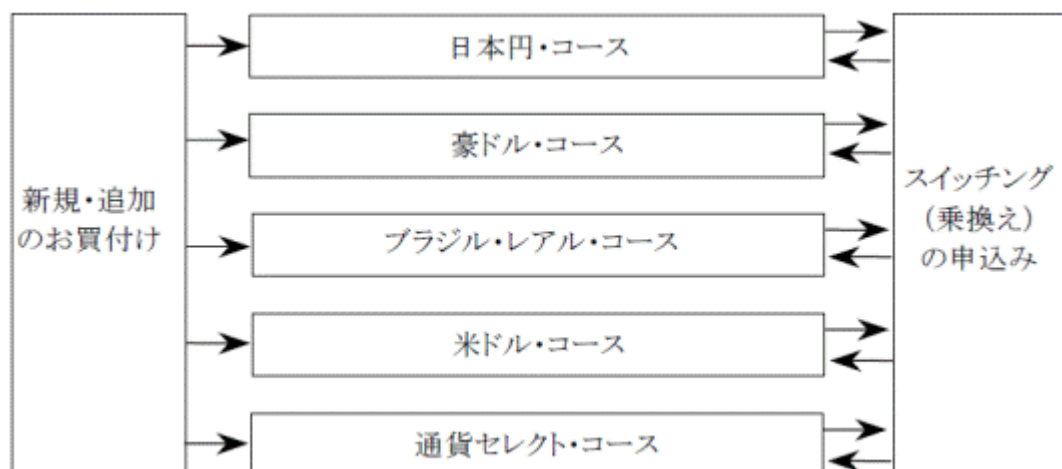 新規・追加
のお買付け
日本円・コース
豪ドル・コース
ブラジル・レアル・コース
米ドル・コース
通貨セレクト・コース
スイッチング
(乗換え)
の申込み